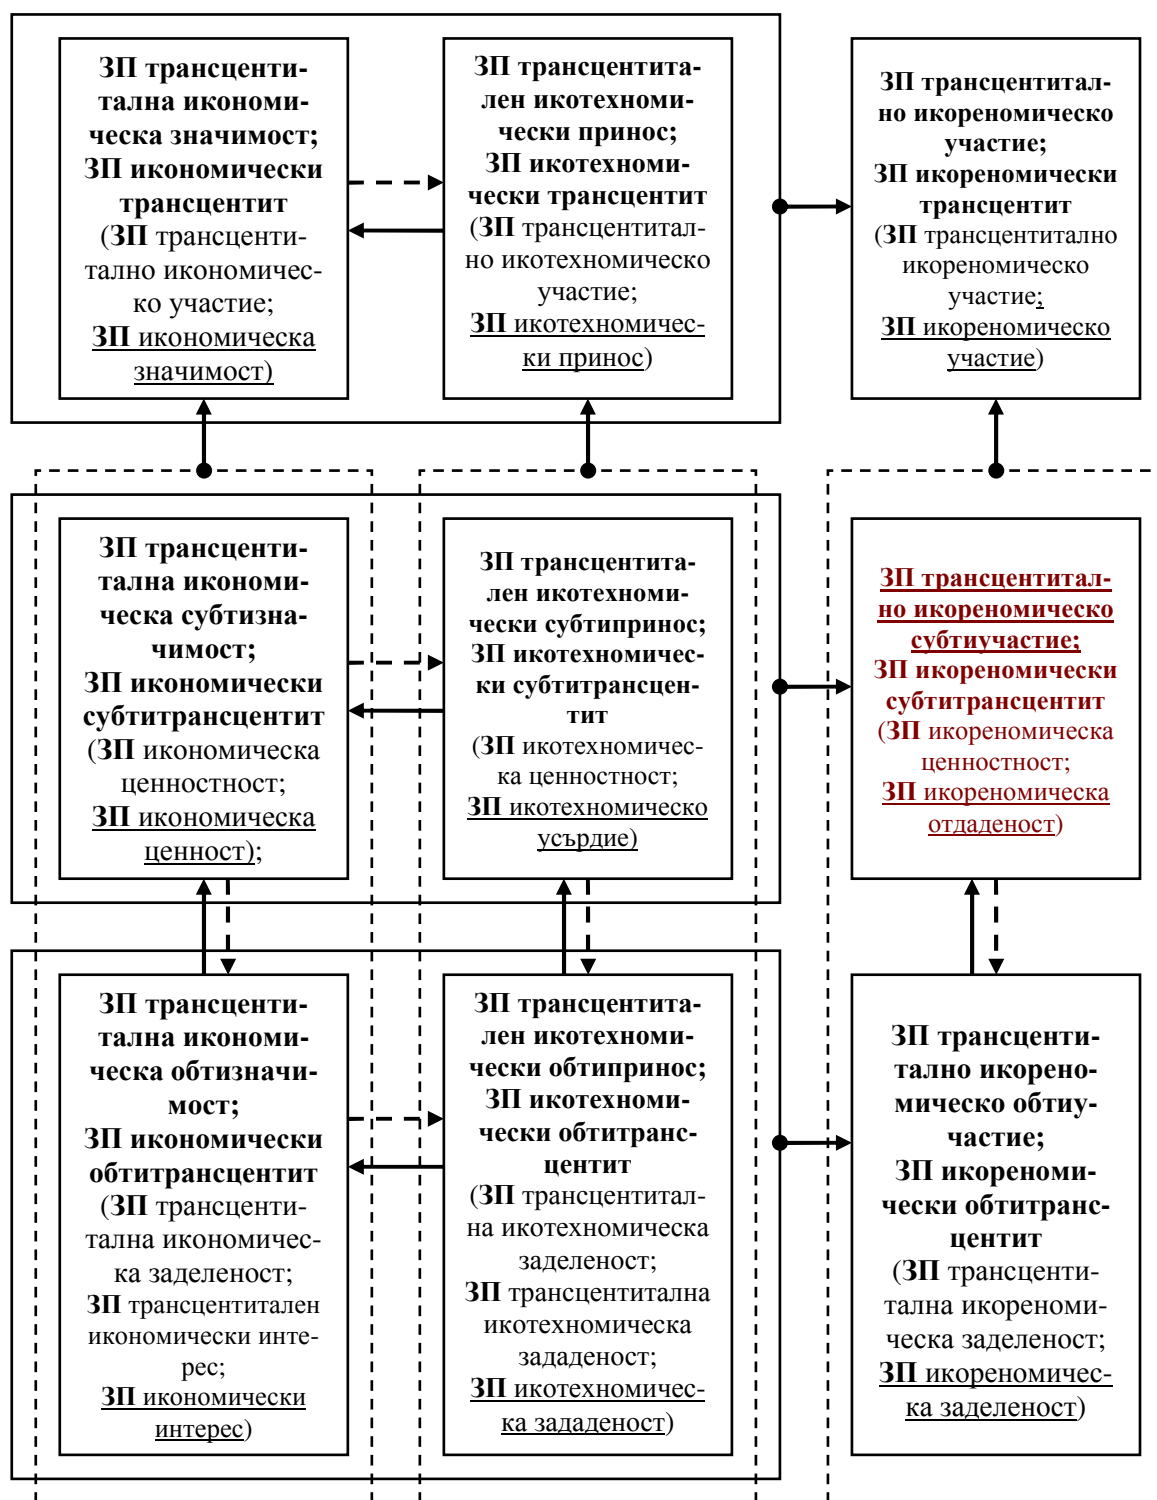 ЗП трансценти-
тална икономи-
ческа значимост;
ЗП икономически
трансцентит
(ЗП трансценти-
тално икономичес-
ко участие;
ЗП икономическа
значимост)
ЗП трансцентита-
лен икотехноми-
чески принос;
ЗП икотехноми-
чески трансцентит
(ЗП трансцентитал-
но икотехномическо
участие;
ЗП икотехномичес-
ки принос)
ЗП трансцентитал-
но икореномическо
участие;
ЗП икореномически
трансцентит
(ЗП трансцентитално
икореномическо
участие;
ЗП икореномическо
участие)
ЗП трансценти-
тална икономи-
ческа субтизна-
чимост;
ЗП икономически
субтитрансцентит
(ЗП икономическа
ценностност;
ЗП икономическа
ценност);
ЗП трансцентита-
лен икотехноми-
чески субтипринос;
ЗП икотехномичес-
ки субтитрансцен-
тит
(ЗП икотехномичес-
ка ценностност;
ЗП икотехномическо
усърдие)
ЗП трансцентитал-
но икореномическо
субтиучастие;
ЗП икореномически
субтитрансцентит
(ЗП икореномическа
ценностност;
ЗП икореномическа
отдаденост)
ЗП трансценти-
тална икономи-
ческа обтизначи-
мост;
ЗП икономически
обтитрансцентит
(ЗП трансценти-
тална икономичес-
ка заделеност;
ЗП трансцентитален
икономически инте-
рес;
ЗП икономически
интерес)
ЗП трансцентита-
лен икотехноми-
чески обтипринос;
ЗП икотехноми-
чески обтитранс-
центит
(ЗП трансцентитал-
на икотехномическа
заделеност;
ЗП трансцентитална
икотехномическа
зададеност;
ЗП икотехномичес-
ка зададеност)
ЗП трансценти-
тално икорено-
мическо обтиу-
частие;
ЗП икореноми-
чески обтитранс-
центит
(ЗП трансценти-
тална икореноми-
ческа заделеност;
ЗП икореномичес-
ка заделеност)